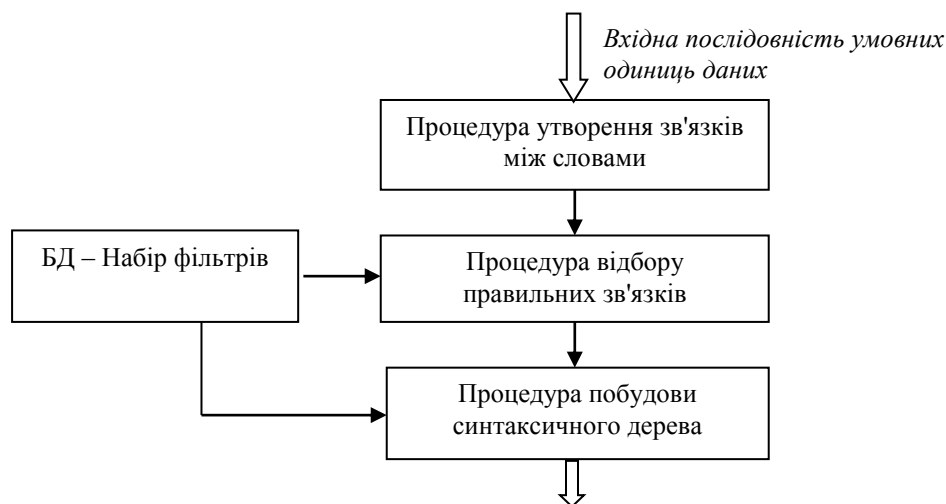 Вхідна послідовність умовних
одиниць даних
Процедура утворення зв'язків
між словами
БД – Набір фільтрів
Процедура відбору
правильних зв'язків
Процедура побудови
синтаксичного дерева